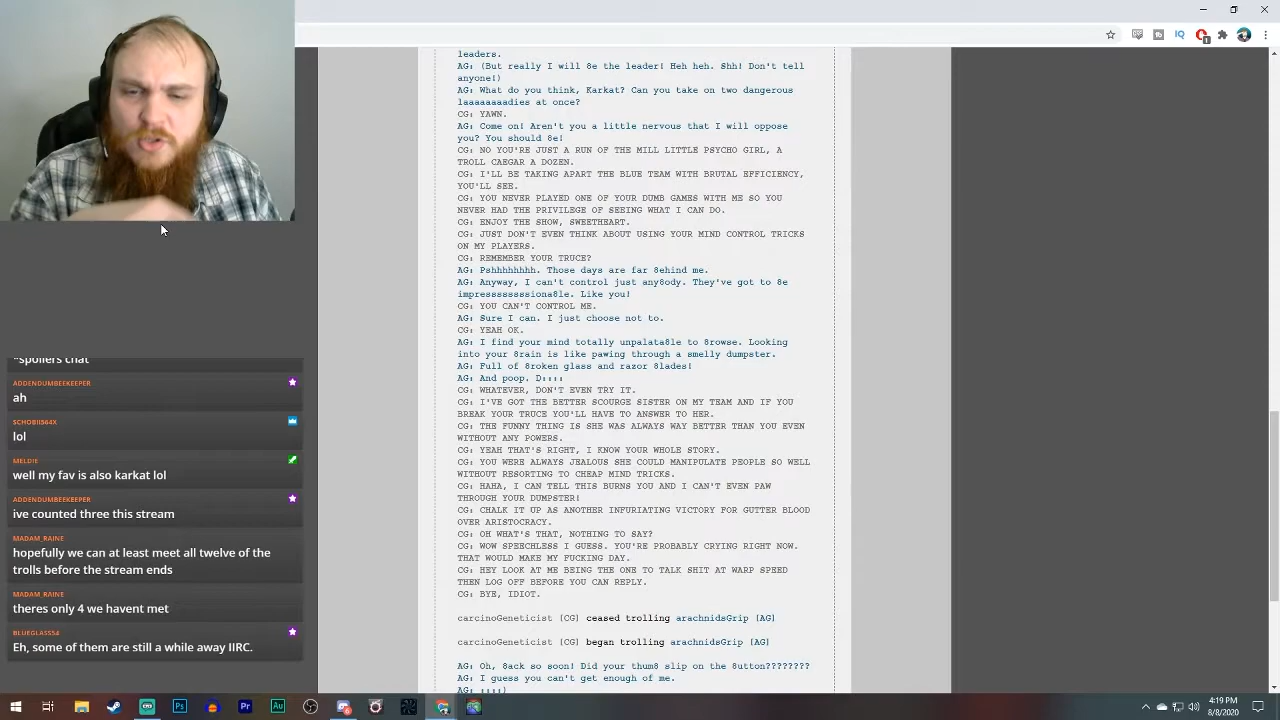 leaders.
AG: (But really I will 8e the leader! Heh heh. Shh! Don't tell
anyone!)
AG: What do you think, Karkat? Can you take on two dangerous
laaaaaaaadies at once?
CG: YAWN.
AG: Come on! Aren't you a little nervous that I will oppose
you? You should 8e!
CG: NO YOU'RE JUST A RUN OF THE MILL LITTLE PSYCHO GIRL, A
TROLL CAEGAR A DOZEN.
CG: I'LL BE TAKING APART THE BLUE TEAM WITH BRUTAL EFFICIENCY,
YOU'LL SEE.
CG: YOU NEVER PLAYED ONE OF YOUR DUMB GAMES WITH ME SO YOU
NEVER HAD THE PRIVILEGE OF SEEING WHAT I CAN DO.
CG: ENJOY THE SHOW, SWEETHEART.
CG: JUST DON'T EVEN THINK ABOUT USING YOUR MIND CONTROL TRICKS
ON MY PLAYERS.
CG: REMEMBER YOUR TRUCE?
AG: Pshhhhhhhh. Those days are far 8ehind me.
AG: Anyway, I can't control just any8ody. They've got to 8e
impressssssssiona8le. Like you!
CG: YOU CAN'T CONTROL ME.
AG: Sure I can. I just choose not to.
CG: YEAH OK.
AG: I find your mind totally unpalata8le to 8rowse. Looking
into your 8rain is like pawing through a smelly dumpster.
AG: Full of 8roken glass and razor 8lades!
AG: And poop. D::::
CG: WHATEVER, DON'T EVEN TRY IT.
CG: I'VE GOT THE BETTER SCOURGE SISTER ON MY TEAM AND IF YOU
BREAK YOUR TRUCE YOU'LL HAVE TO ANSWER TO HER.
CG: THE FUNNY THING IS SHE WAS ALWAYS WAY BETTER THAN YOU EVEN
WITHOUT ANY POWERS.
CG: YEAH THAT'S RIGHT, I KNOW YOUR WHOLE STORY.
CG: YOU WERE ALWAYS JEALOUS SHE COULD MANIPULATE PEOPLE SO WELL
WITHOUT RESORTING TO CHEAP MIND TRICKS.
CG: HAHA, I CAN TELL THIS BURNS YOU AND I CAN'T EVEN PAW
THROUGH YOUR DUMPSTER!
CG: CHALK IT UP AS ANOTHER INFURIATING VICTORY FOR GUTTER BLOOD
OVER ARISTOCRACY.
CG: OH WHAT'S THAT, NOTHING TO SAY?
CG: WOW SPEECHLESS I GUESS. YOU'RE PROBABLY CRYING RIGHT NOW.
THAT WOULD MAKE MY FUCKING DAY.
CG: HEY LOOK AT ME BEING THE ONE TO TALK SHIT AT WARP SPEED
THEN LOG OFF BEFORE YOU CAN REPLY.
CG: BYE, IDIOT.
carcinoGeneticist [CG] ceased trolling arachnidsGrip [AG]
carcinoGeneticist [CG] began trolling arachnidsGrip [AG]
AG: Oh, 8ack so soon! Did your thum8 slip on the 8utton????????
AG: I guess you can't get enough of me.
AG: ::::)
*spoilers chat
ADDENDUMBEEKEEPER
ah
SCHOBII564X
lol
MELDIE
well my fav is also karkat lol
ADDENDUMBEEKEEPER
ive counted three this stream
MADAM_RAINE
hopefully we can at least meet all twelve of the
trolls before the stream ends
MADAM_RAINE
theres only 4 we havent met
BLUEGLASS54
Eh, some of them are still a while away IIRC.
IQ
1
Ps
Pr
Au
4:19 PM
8/8/2020